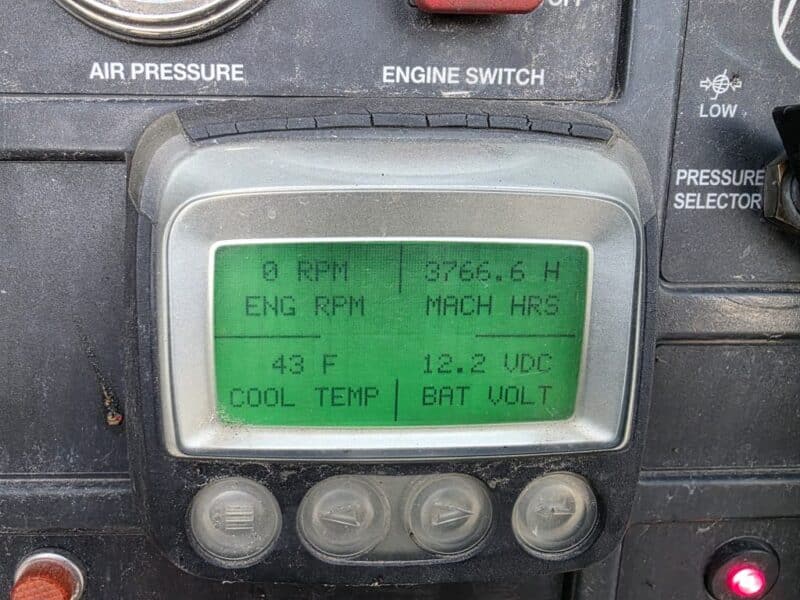 OFF
AIR PRESSURE
ENGINE SWITCH
LOW
PRESSURE
SELECTOR
0 RPM
3766.6 H
ENG RPM
MACH HRS
43 F
12.2 VDC
COOL TEMP
BAT VOLT